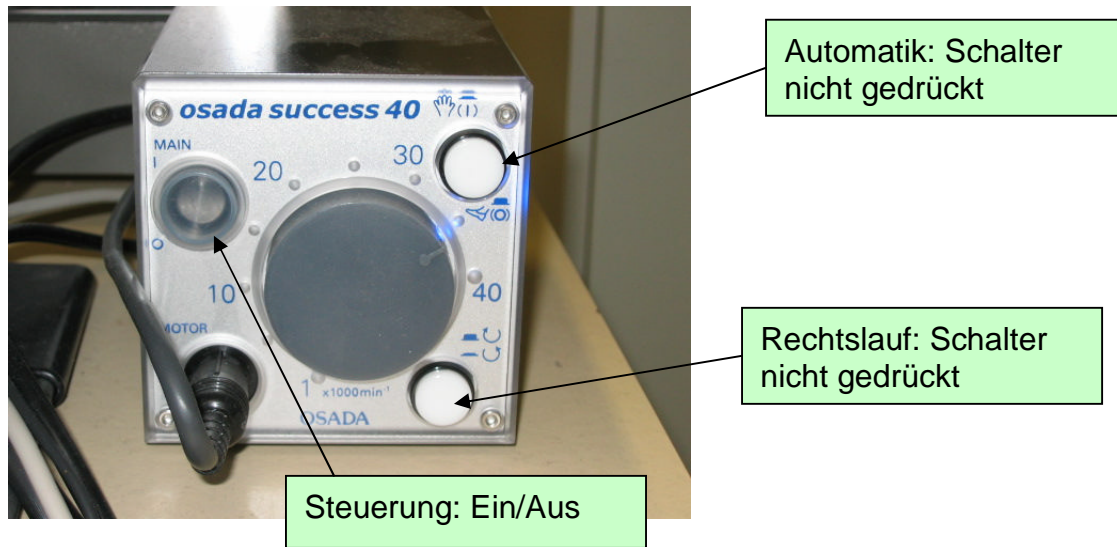 Automatik: Schalter
nicht gedrückt
osada success 40
MAIN
I
20
30
(I)
(O)
O
10
40
MOTOR
Rechtslauf: Schalter
nicht gedrückt
1 x1000min⁻¹
OSADA
Steuerung: Ein/Aus